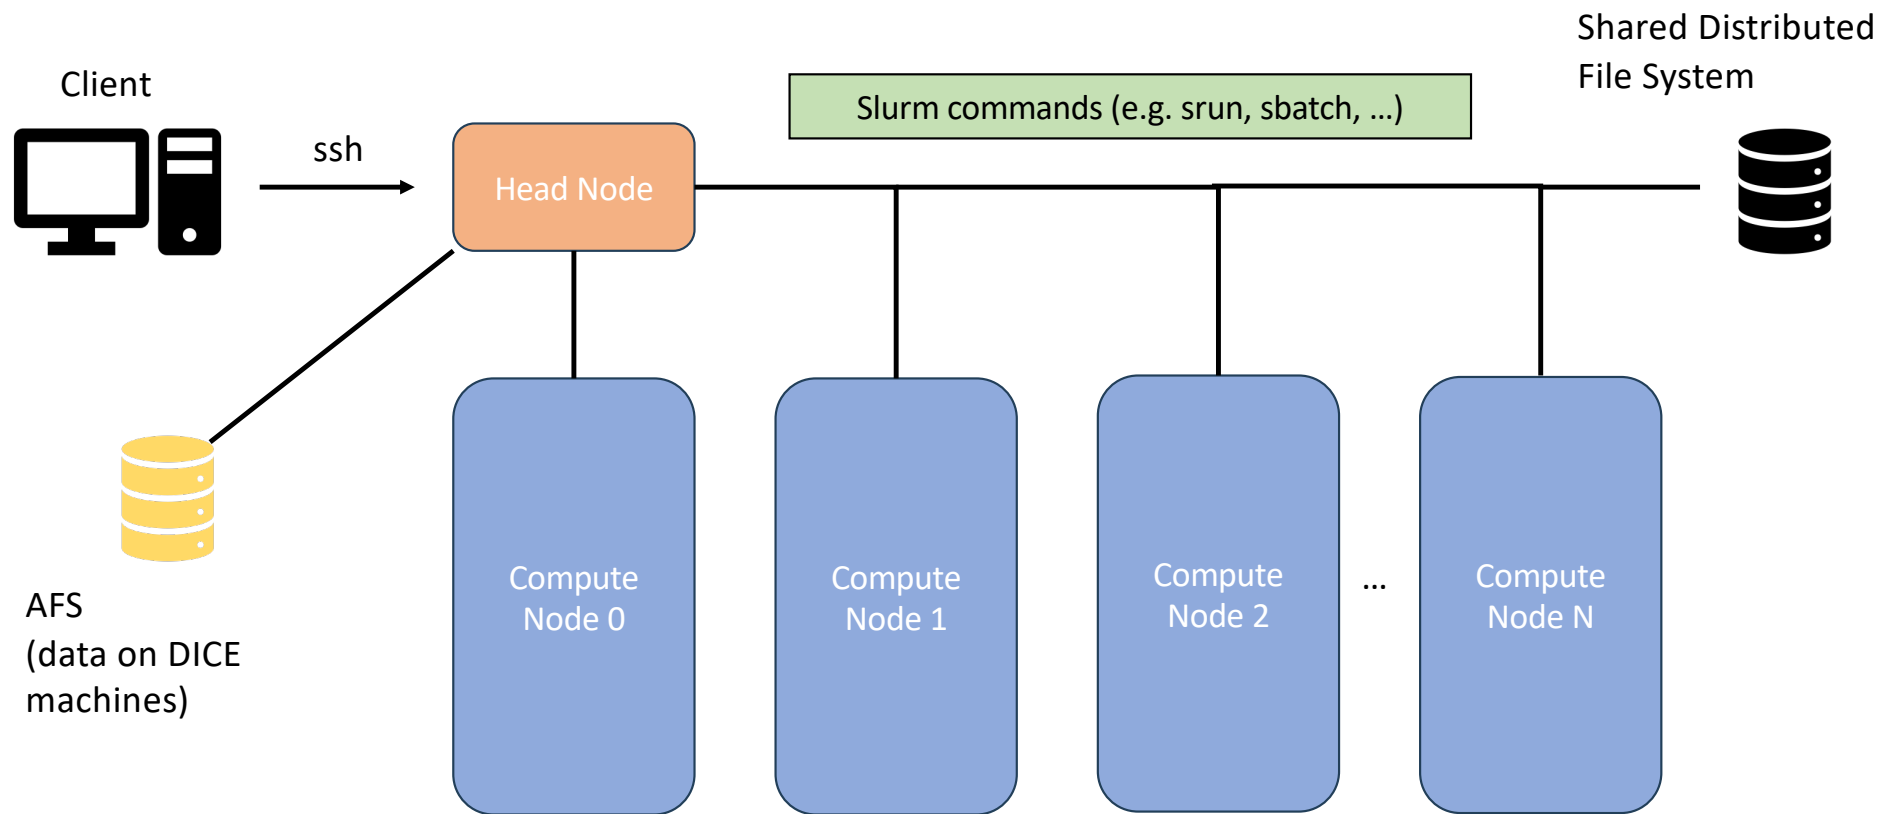 Shared Distributed
File System
Client
Slurm commands (e.g. srun, sbatch, …)
ssh
Head Node
Compute
Node 0
Compute
Node 1
Compute
Node 2
…
Compute
Node N
AFS
(data on DICE
machines)